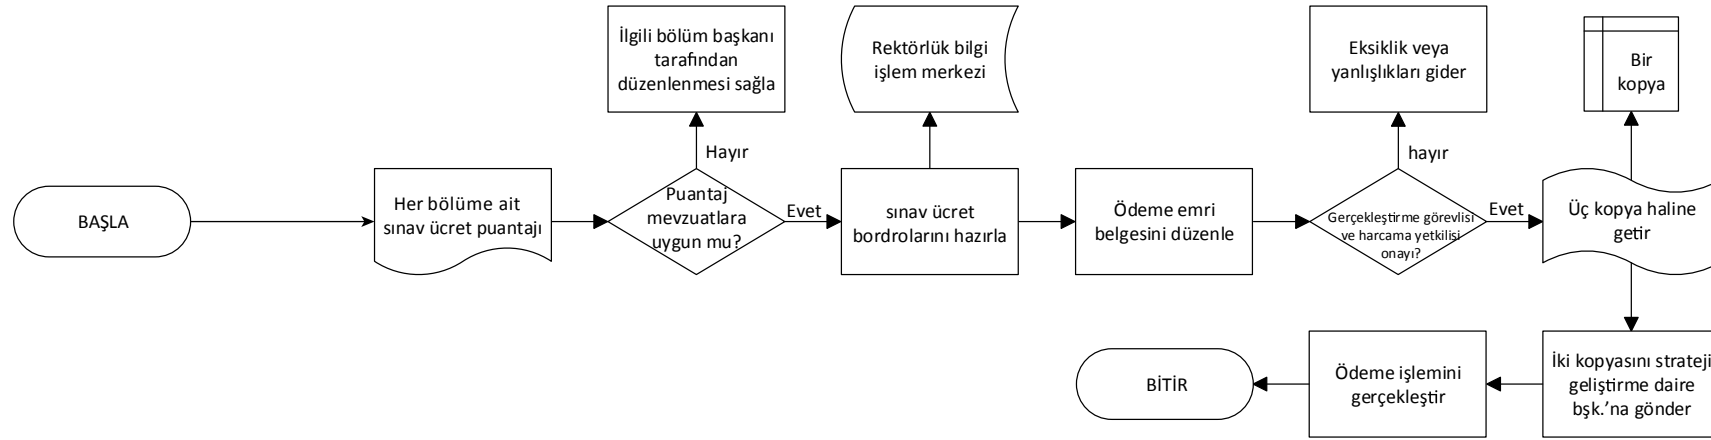 BAŞLA
Her bölüme ait
sınav ücret puantajı
Puantaj
mevzuatlara
uygun mu?
Hayır
İlgili bölüm başkanı
tarafından
düzenlenmesi sağla
Evet
sınav ücret
bordrolarını hazırla
Rektörlük bilgi
işlem merkezi
Ödeme emri
belgesini düzenle
Gerçekleştirme görevlisi
ve harcama yetkilisi
onayı?
hayır
Eksiklik veya
yanlışlıkları gider
Evet
Üç kopya haline
getir
Bir
kopya
İki kopyasını strateji
geliştirme daire
bşk.’na gönder
Ödeme işlemini
gerçekleştir
BİTİR